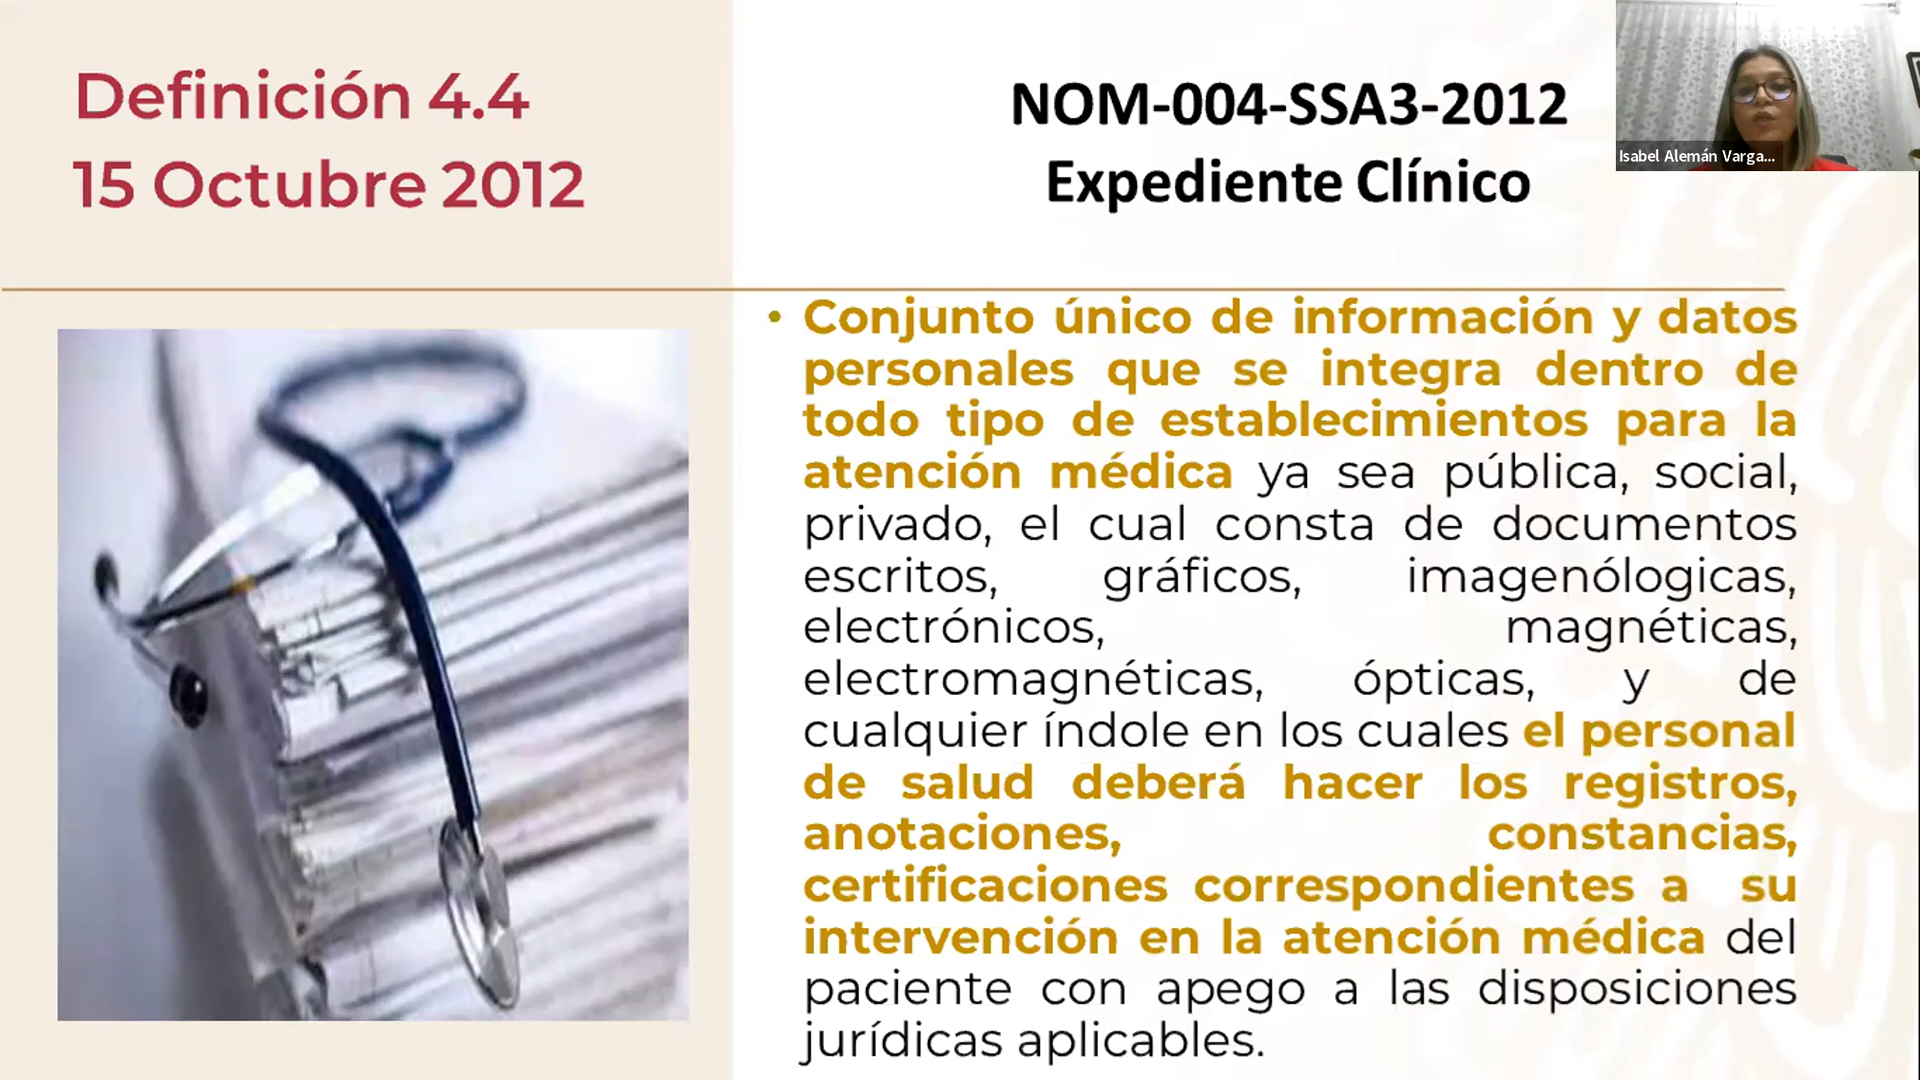 Definición 4.4
15 Octubre 2012
NOM-004-SSA3-2012
Expediente Clínico
Isabel Alemán Varga...
• Conjunto único de información y datos
personales que se integra dentro de
todo tipo de establecimientos para la
atención médica ya sea pública, social,
privado, el cual consta de documentos
escritos, gráficos, imagenólogicas,
electrónicos, magnéticas,
electromagnéticas, ópticas, y de
cualquier índole en los cuales el personal
de salud deberá hacer los registros,
anotaciones, constancias,
certificaciones correspondientes a su
intervención en la atención médica del
paciente con apego a las disposiciones
jurídicas aplicables.